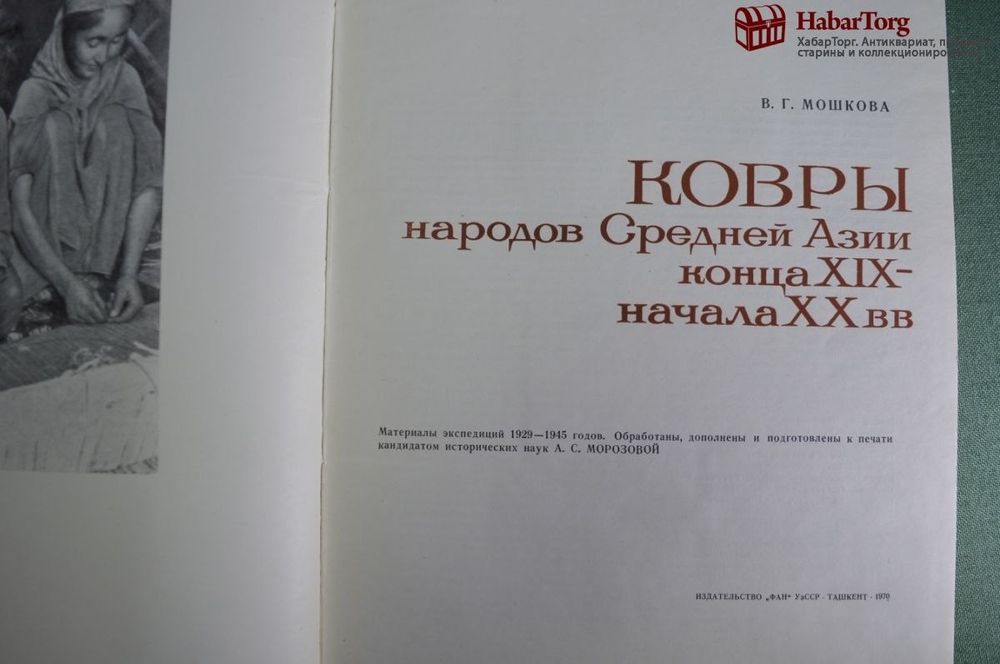 HabarTorg
ХабарТорг. Антиквариат,
старины и
В. Г. МОШКОВА
КОВРЫ
народов Средней Азии
конца XIX-
начала XX вв
Материалы экспедиций 1929—1945 годов. Обработаны, дополнены и подготовлены к печати
кандидатом исторических наук А. С. МОРОЗОВОЙ
ИЗДАТЕЛЬСТВО „ФАН“ УзССР · ТАШКЕНТ · 1970